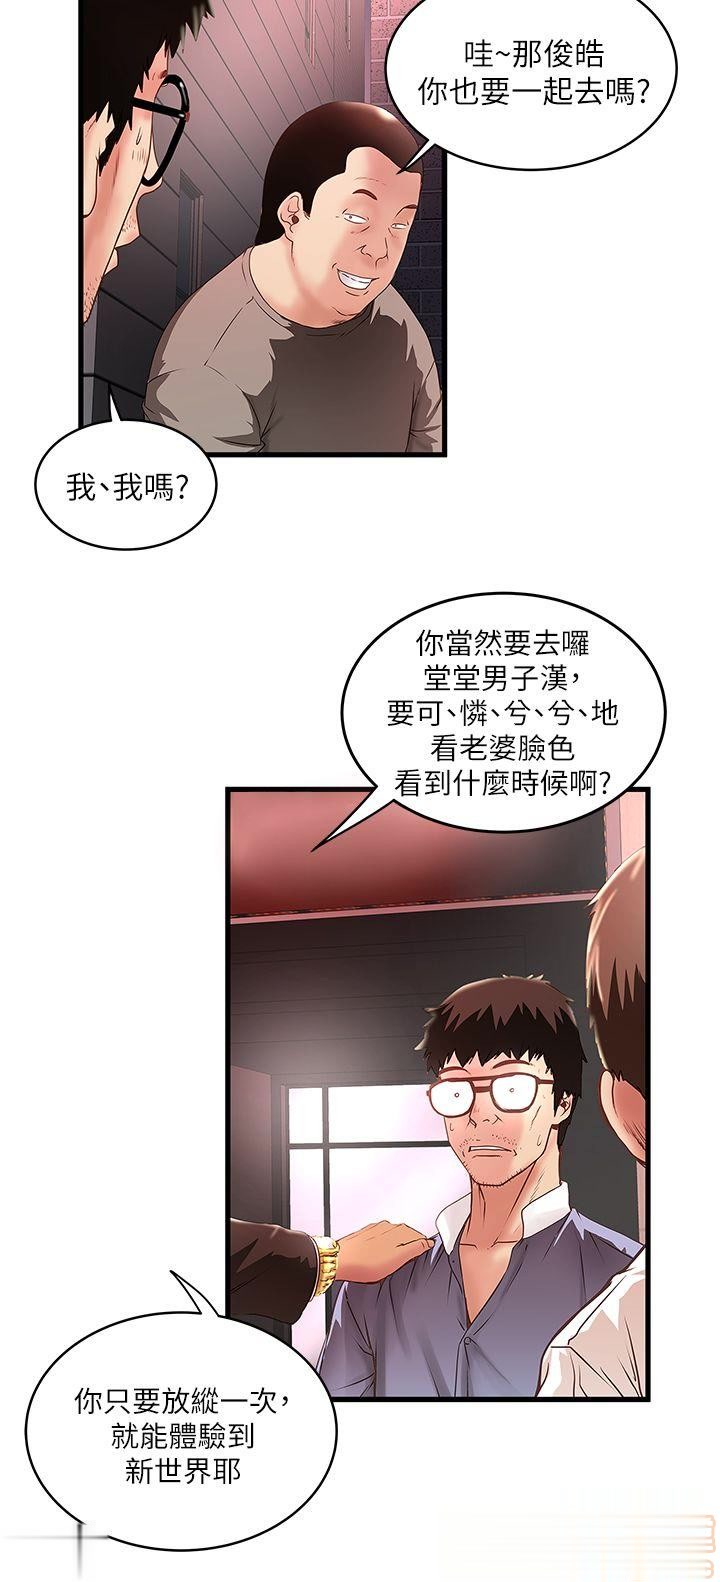 哇~那俊皓
你也要一起去嗎?
我、我嗎?
你當然要去囉
堂堂男子漢，
要可、憐、兮、兮、地
看老婆臉色
看到什麼時候啊?
你只要放縱一次，
就能體驗到
新世界耶